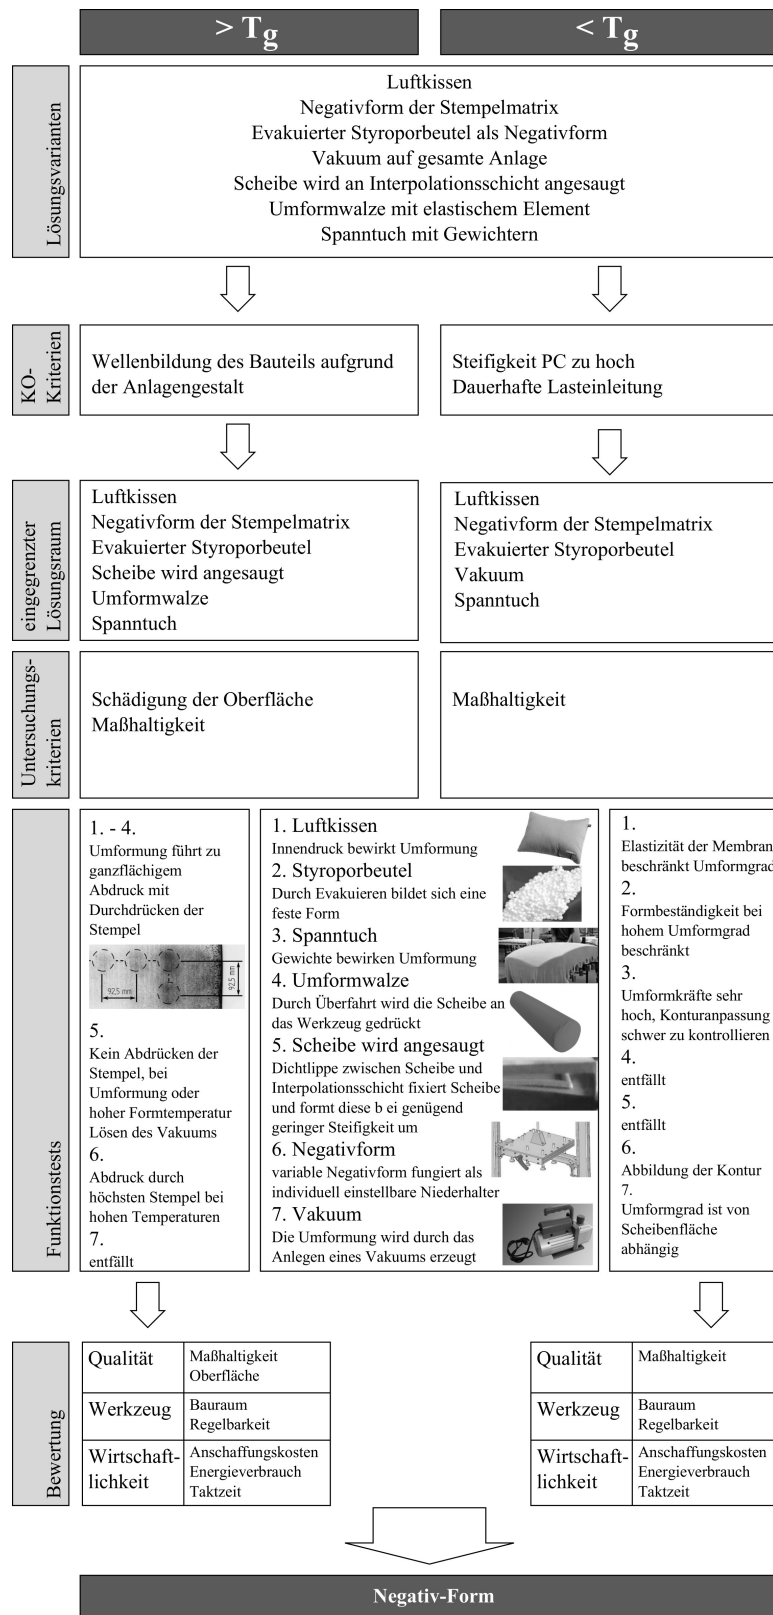 > Tg
< Tg
Lösungsvarianten
Luftkissen
Negativform der Stempelmatrix
Evakuierter Styroporbeutel als Negativform
Vakuum auf gesamte Anlage
Scheibe wird an Interpolationsschicht angesaugt
Umformwalze mit elastischem Element
Spanntuch mit Gewichtern
KO-
Kriterien
Wellenbildung des Bauteils aufgrund
der Anlagengestalt
Steifigkeit PC zu hoch
Dauerhafte Lasteinleitung
eingegrenzter
Lösungsraum
Luftkissen
Negativform der Stempelmatrix
Evakuierter Styroporbeutel
Scheibe wird angesaugt
Umformwalze
Spanntuch
Luftkissen
Negativform der Stempelmatrix
Evakuierter Styroporbeutel
Vakuum
Spanntuch
Untersuchungs-
kriterien
Schädigung der Oberfläche
Maßhaltigkeit
Maßhaltigkeit
Funktionstests
1. - 4.
Umformung führt zu
ganzflächigem
Abdruck mit
Durchdrücken der
Stempel
92,5 mm
92,5 mm
5.
Kein Abdrücken der
Stempel, bei
Umformung oder
hoher Formtemperatur
Lösen des Vakuums
6.
Abdruck durch
höchsten Stempel bei
hohen Temperaturen
7.
entfällt
1. Luftkissen
Innendruck bewirkt Umformung
2. Styroporbeutel
Durch Evakuieren bildet sich eine
feste Form
3. Spanntuch
Gewichte bewirken Umformung
4. Umformwalze
Durch Überfahrt wird die Scheibe an
das Werkzeug gedrückt
5. Scheibe wird angesaugt
Dichtlippe zwischen Scheibe und
Interpolationsschicht fixiert Scheibe
und formt diese b ei genügend
geringer Steifigkeit um
6. Negativform
variable Negativform fungiert als
individuell einstellbare Niederhalter
7. Vakuum
Die Umformung wird durch das
Anlegen eines Vakuums erzeugt
1.
Elastizität der Membran
beschränkt Umformgrad
2.
Formbeständigkeit bei
hohem Umformgrad
beschränkt
3.
Umformkräfte sehr
hoch, Konturanpassung
schwer zu kontrollieren
4.
entfällt
5.
entfällt
6.
Abbildung der Kontur
7.
Umformgrad ist von
Scheibenfläche
abhängig
Bewertung
Qualität
Maßhaltigkeit
Oberfläche
Werkzeug
Bauraum
Regelbarkeit
Wirtschaft-
lichkeit
Anschaffungskosten
Energieverbrauch
Taktzeit
Qualität
Maßhaltigkeit
Werkzeug
Bauraum
Regelbarkeit
Wirtschaft-
lichkeit
Anschaffungskosten
Energieverbrauch
Taktzeit
Negativ-Form